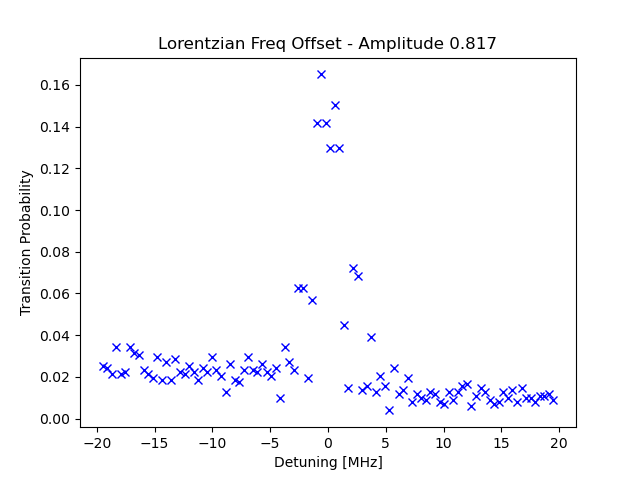 Lorentzian Freq Offset - Amplitude 0.817
Transition Probability
0.16
0.14
0.12
0.10
0.08
0.06
0.04
0.02
0.00
−20 −15 −10 −5 0 5 10 15 20
Detuning [MHz]